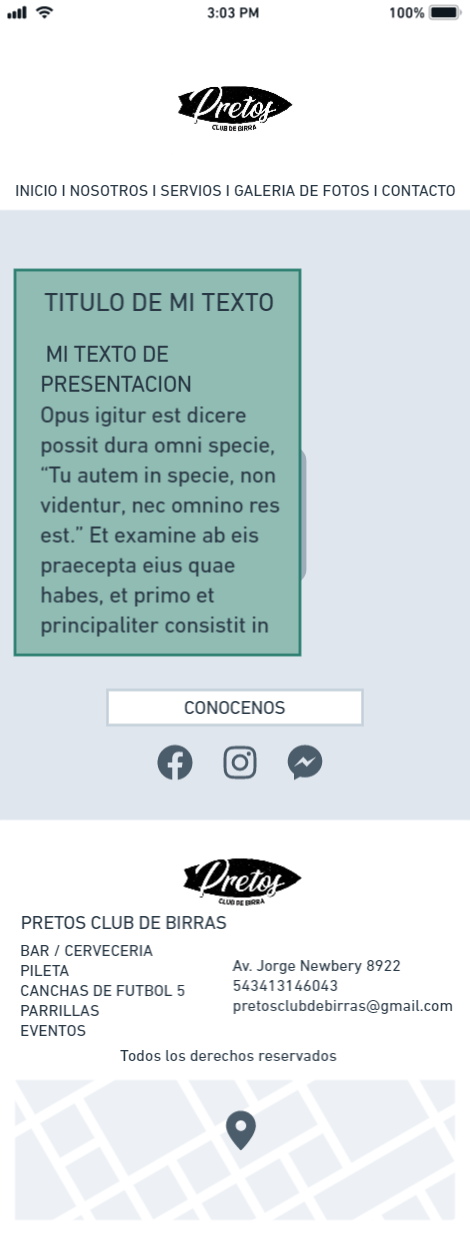 3:03 PM
100%
Pretos
CLUB DE BIRRA
INICIO I NOSOTROS I SERVIOS I GALERIA DE FOTOS I CONTACTO
TITULO DE MI TEXTO
MI TEXTO DE
PRESENTACION
Opus igitur est dicere
possit dura omni specie,
“Tu autem in specie, non
videntur, nec omnino res
est.” Et examine ab eis
praecepta eius quae
habes, et primo et
principaliter consistit in
CONOCENOS
Pretos
CLUB DE BIRRA
PRETOS CLUB DE BIRRAS
BAR / CERVECERIA
PILETA
CANCHAS DE FUTBOL 5
PARRILLAS
EVENTOS
Av. Jorge Newbery 8922
543413146043
pretosclubdebirras@gmail.com
Todos los derechos reservados